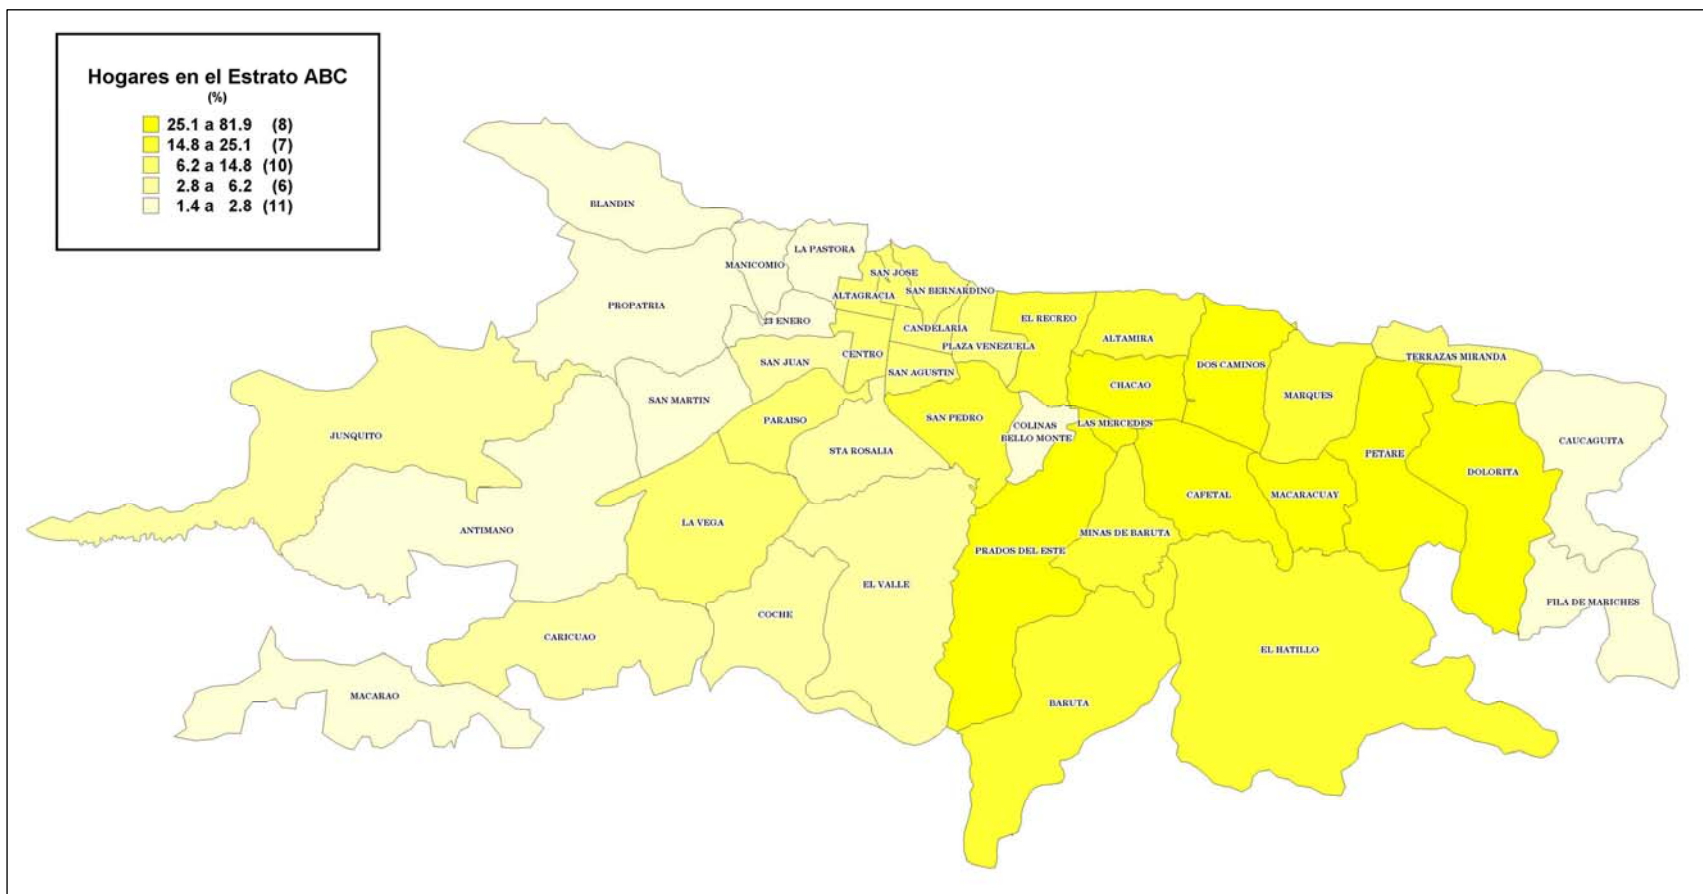 Hogares en el Estrato ABC
(%)
25.1 a 81.9 (8)
14.8 a 25.1 (7)
6.2 a 14.8 (10)
2.8 a 6.2 (6)
1.4 a 2.8 (11)
BLANDIN
LA PASTORA
MANICOMIO
SAN JOSE
SAN BERNARDINO
ALTAGRACIA
PROPATRIA
23 ENERO
EL RECREO
CANDELARIA
ALTAMIRA
PLAZA VENEZUELA
CENTRO
TERRAZAS MIRANDA
SAN JUAN
DOS CAMINOS
SAN AGUSTIN
CHACAO
MARQUES
SAN MARTIN
SAN PEDRO
PARAISO
LAS MERCEDES
COLINAS
BELLO MONTE
JUNQUITO
CAUCAGUITA
STA ROSALIA
PETARE
DOLORITA
CAFETAL
MACARACUAY
LA VEGA
ANTIMANO
MINAS DE BARUTA
PRADOS DEL ESTE
EL VALLE
FILA DE MARICHES
COCHE
CARICUAO
EL HATILLO
MACARAO
BARUTA